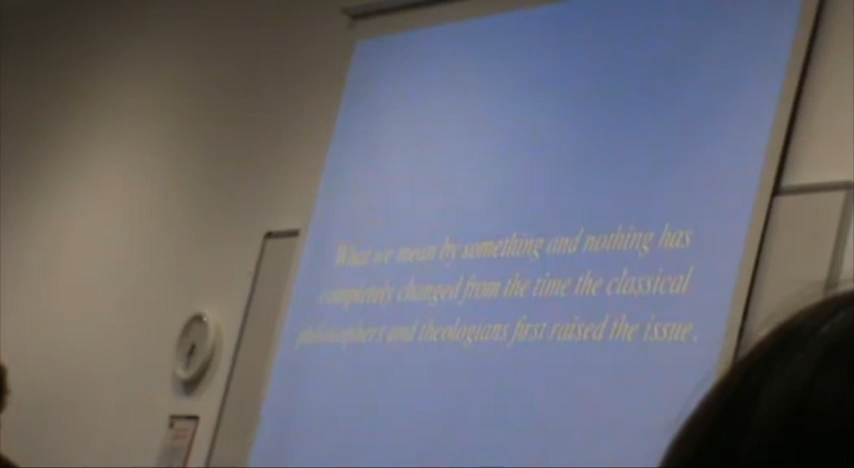 What we mean by something and nothing has
completely changed from the time the classical
philosophers and theologians first raised the issue.